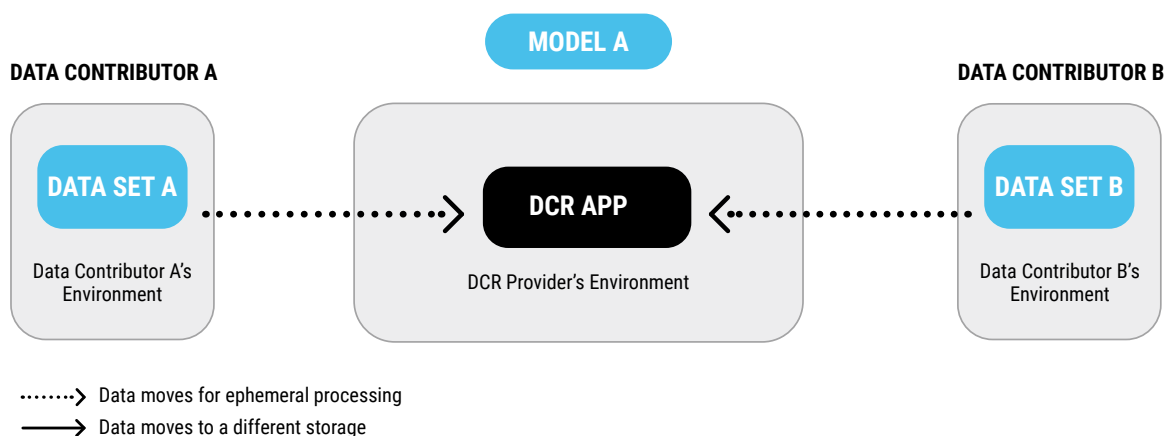 MODEL A
DATA CONTRIBUTOR A
DATA CONTRIBUTOR B
DATA SET A
DCR APP
DATA SET B
Data Contributor A's
Environment
DCR Provider's Environment
Data Contributor B's
Environment
Data moves for ephemeral processing
Data moves to a different storage